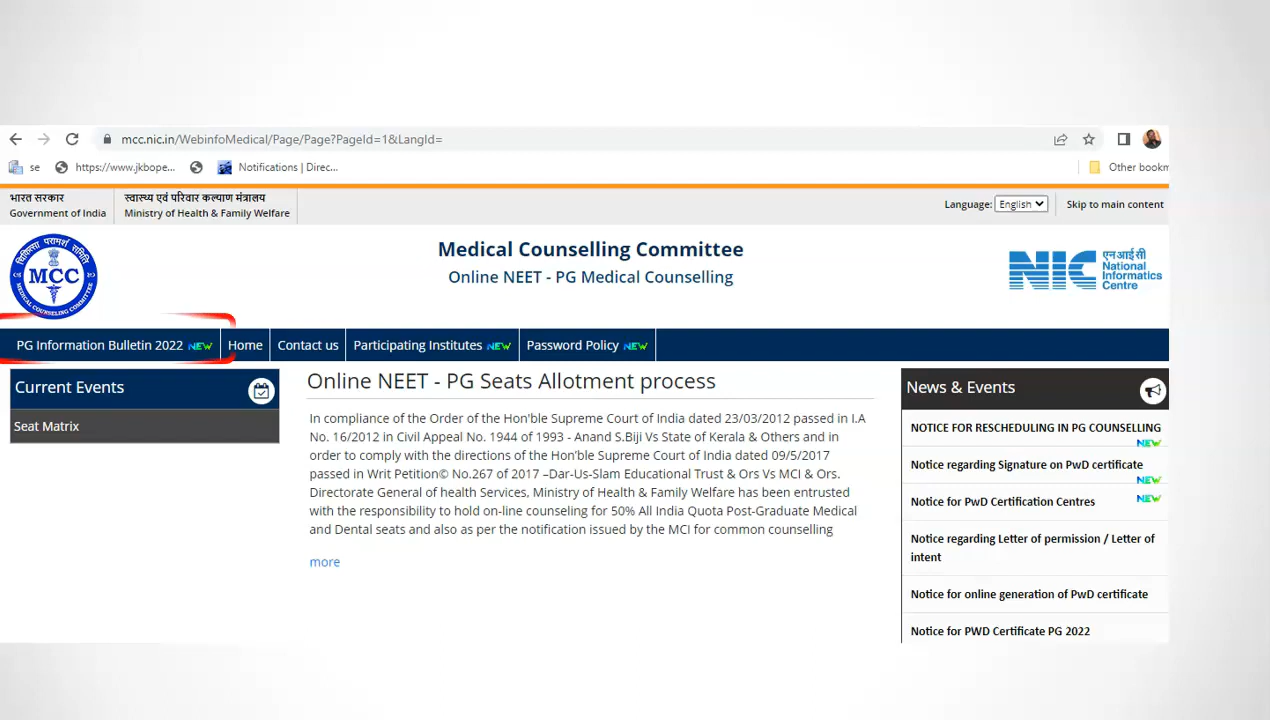 mcc.nic.in/WebinfoMedical/Page/Page?PageId=1&LangId=
se https://www.jkbope... Notifications | Direc... Other bookm
भारत सरकार
Government of India
स्वास्थ्य एवं परिवार कल्याण मंत्रालय
Ministry of Health & Family Welfare
Language: English Skip to main content
चिकित्सा परामर्श समिति
MCC
MEDICAL COUNSELING COMMITTEE
Medical Counselling Committee
Online NEET - PG Medical Counselling
NIC
एन आई सी
National
Informatics
Centre
PG Information Bulletin 2022 NEW Home Contact us Participating Institutes NEW Password Policy NEW
Current Events
Seat Matrix
Online NEET - PG Seats Allotment process
In compliance of the Order of the Hon'ble Supreme Court of India dated 23/03/2012 passed in I.A
No. 16/2012 in Civil Appeal No. 1944 of 1993 - Anand S.Biji Vs State of Kerala & Others and in
order to comply with the directions of the Hon’ble Supreme Court of India dated 09/5/2017
passed in Writ Petition© No.267 of 2017 –Dar-Us-Slam Educational Trust & Ors Vs MCI & Ors.
Directorate General of health Services, Ministry of Health & Family Welfare has been entrusted
with the responsibility to hold on-line counseling for 50% All India Quota Post-Graduate Medical
and Dental seats and also as per the notification issued by the MCI for common counselling
more
News & Events
NOTICE FOR RESCHEDULING IN PG COUNSELLING
NEW
Notice regarding Signature on PwD certificate
NEW
Notice for PwD Certification Centres NEW
Notice regarding Letter of permission / Letter of
intent
Notice for online generation of PwD certificate
Notice for PWD Certificate PG 2022